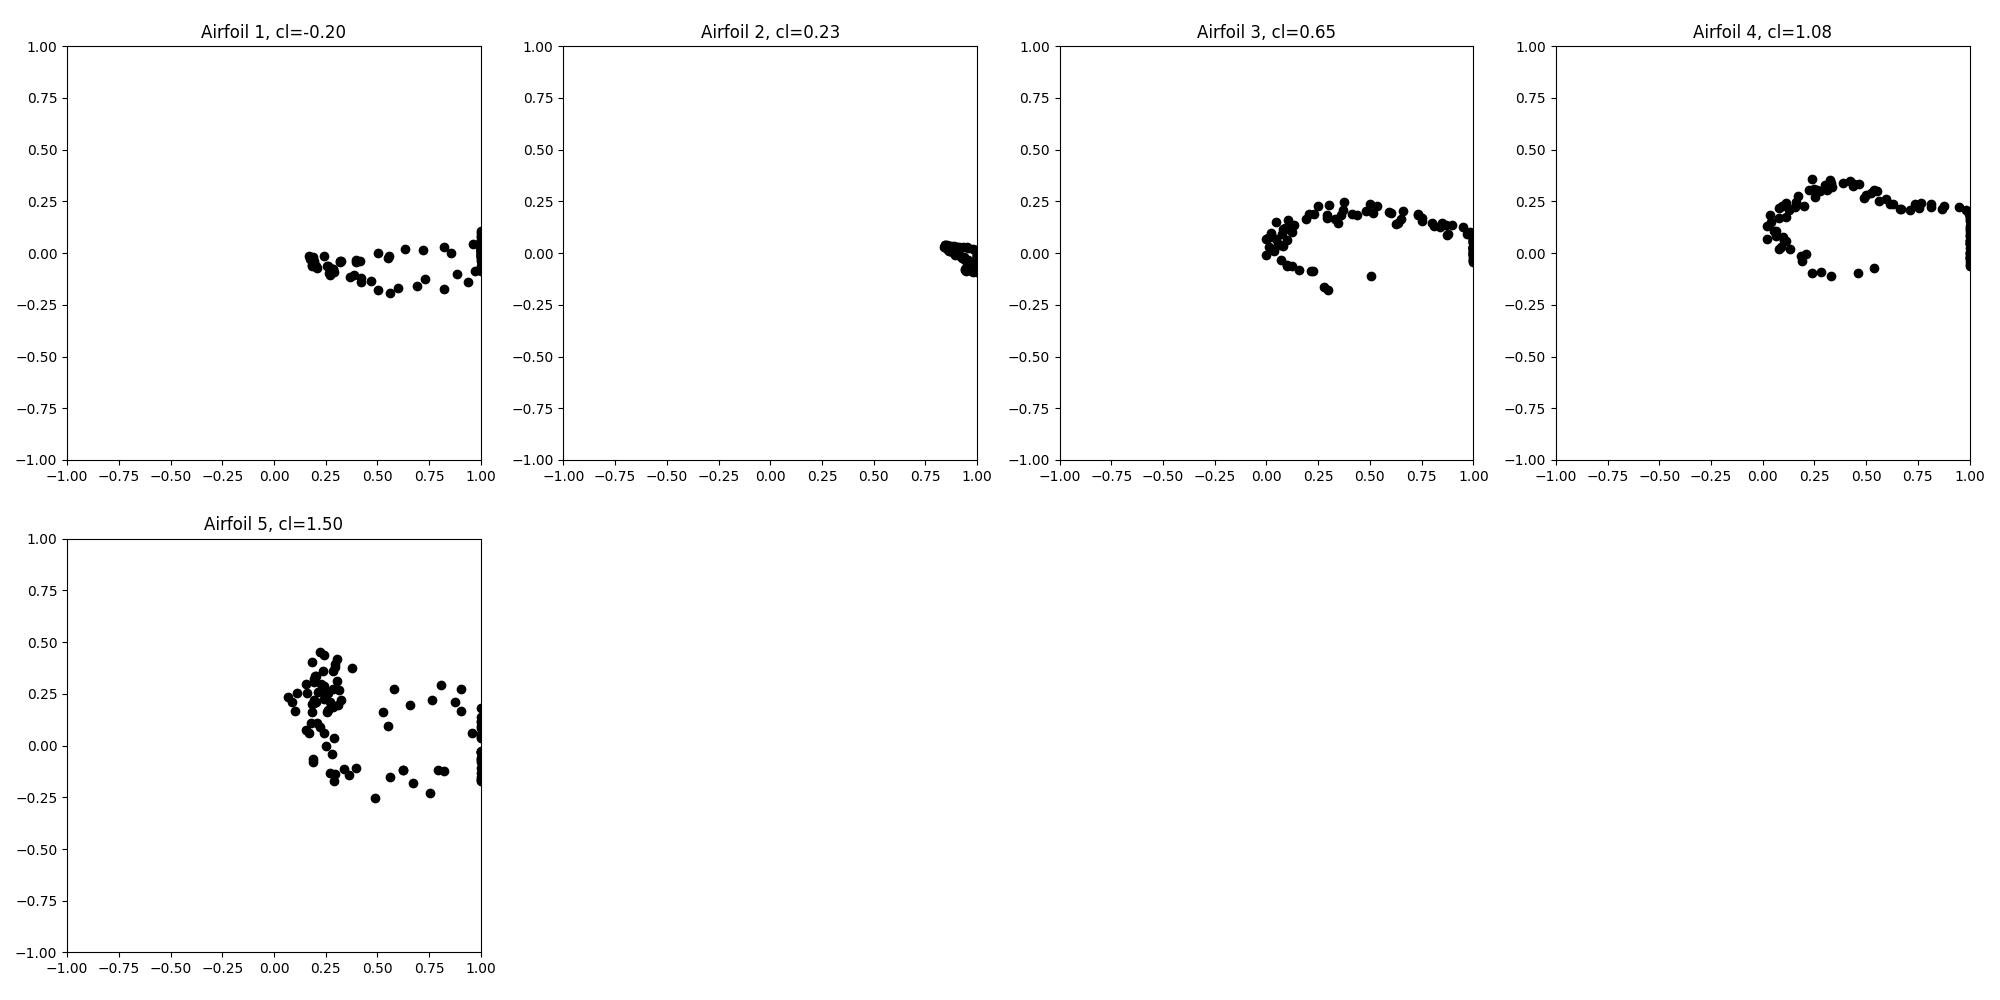 Airfoil 1, cl=-0.20
Airfoil 2, cl=0.23
Airfoil 3, cl=0.65
Airfoil 4, cl=1.08
1.00 1.00 1.00 1.00
0.75 0.75 0.75 0.75
0.50 0.50 0.50 0.50
0.25 0.25 0.25 0.25
0.00 0.00 0.00 0.00
−0.25 −0.25 −0.25 −0.25
−0.50 −0.50 −0.50 −0.50
−0.75 −0.75 −0.75 −0.75
−1.00 −1.00 −1.00 −1.00
−1.00 −0.75 −0.50 −0.25 0.00 0.25 0.50 0.75 1.00
−1.00 −0.75 −0.50 −0.25 0.00 0.25 0.50 0.75 1.00
−1.00 −0.75 −0.50 −0.25 0.00 0.25 0.50 0.75 1.00
−1.00 −0.75 −0.50 −0.25 0.00 0.25 0.50 0.75 1.00
Airfoil 5, cl=1.50
1.00
0.75
0.50
0.25
0.00
−0.25
−0.50
−0.75
−1.00
−1.00 −0.75 −0.50 −0.25 0.00 0.25 0.50 0.75 1.00